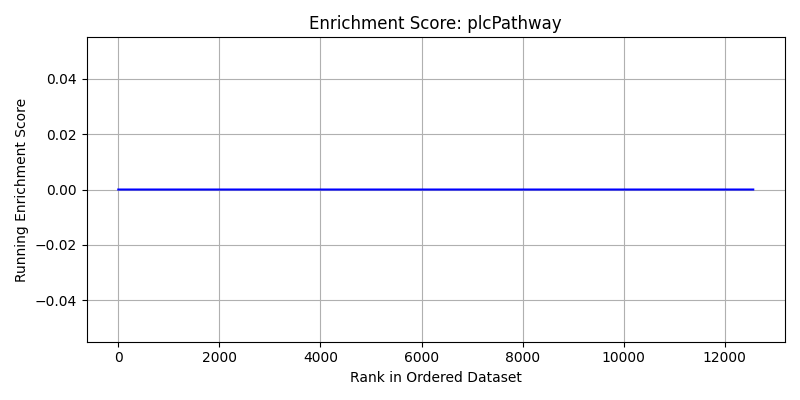 Enrichment Score: plcPathway
0.04
0.02
0.00
−0.02
−0.04
Running Enrichment Score
0 2000 4000 6000 8000 10000 12000
Rank in Ordered Dataset